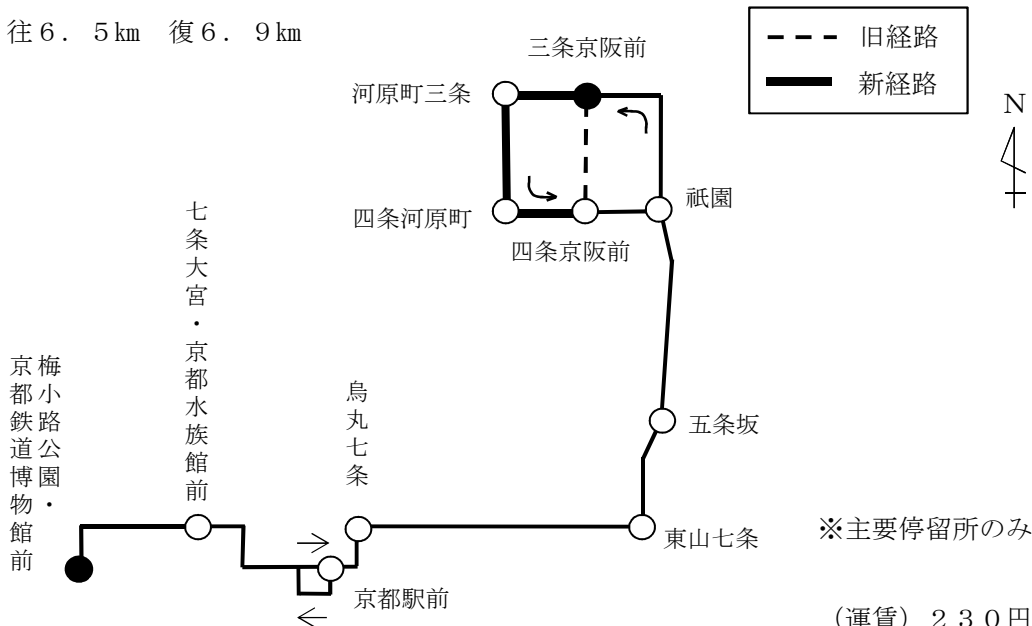 往6.5㎞ 復6.9㎞
旧経路
新経路
N
三条京阪前
河原町三条
四条河原町
四条京阪前
祇園
五条坂
東山七条
烏丸七条
京都駅前
七条大宮・京都水族館前
梅小路公園・
京都鉄道博物館前
※主要停留所のみ
(運賃)230円